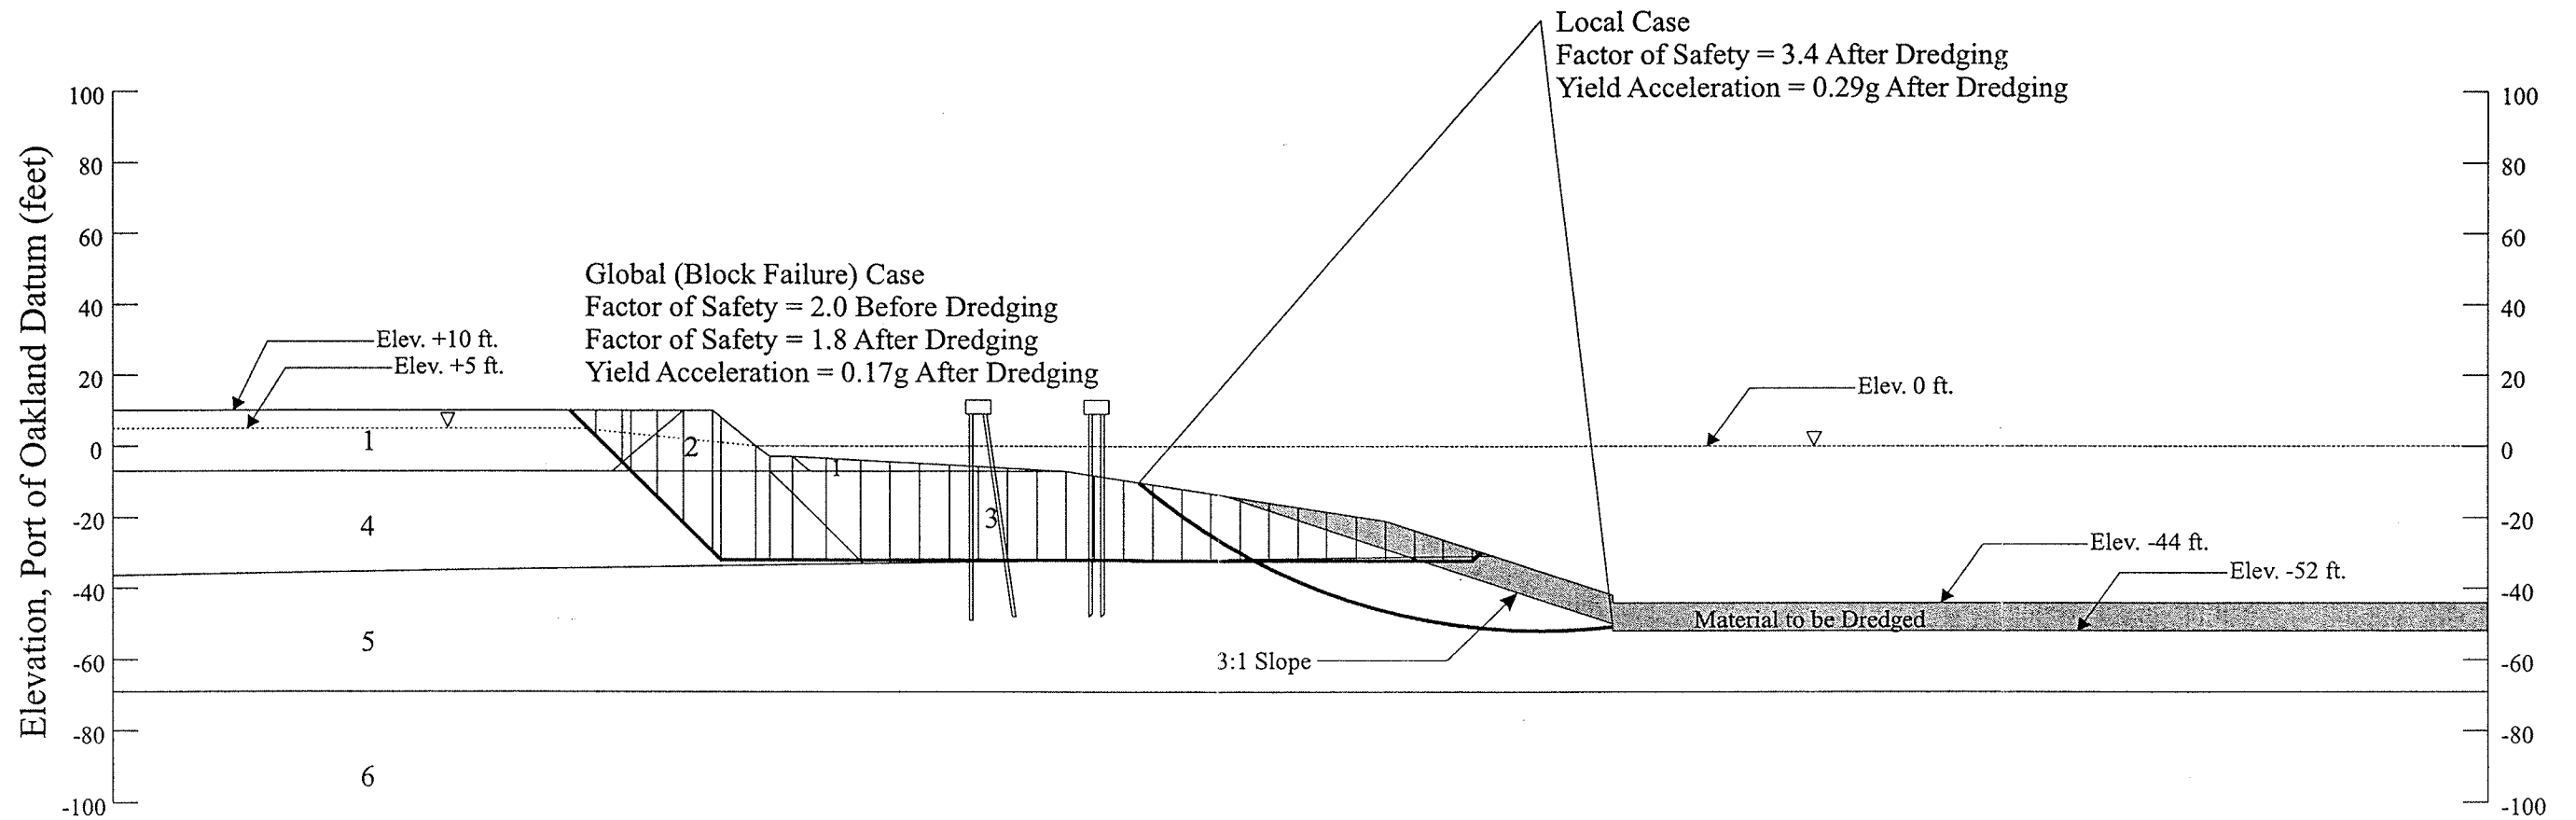 Local Case
Factor of Safety = 3.4 After Dredging
Yield Acceleration = 0.29g After Dredging
Elevation, Port of Oakland Datum (feet)
100
80
60
40
20
0
-20
-40
-60
-80
-100
Global (Block Failure) Case
Factor of Safety = 2.0 Before Dredging
Factor of Safety = 1.8 After Dredging
Yield Acceleration = 0.17g After Dredging
Elev. +10 ft.
Elev. +5 ft.
Elev. 0 ft.
1
2
1
4
3
5
6
Elev. -44 ft.
Elev. -52 ft.
Material to be Dredged
3:1 Slope
100
80
60
40
20
0
-20
-40
-60
-80
-100